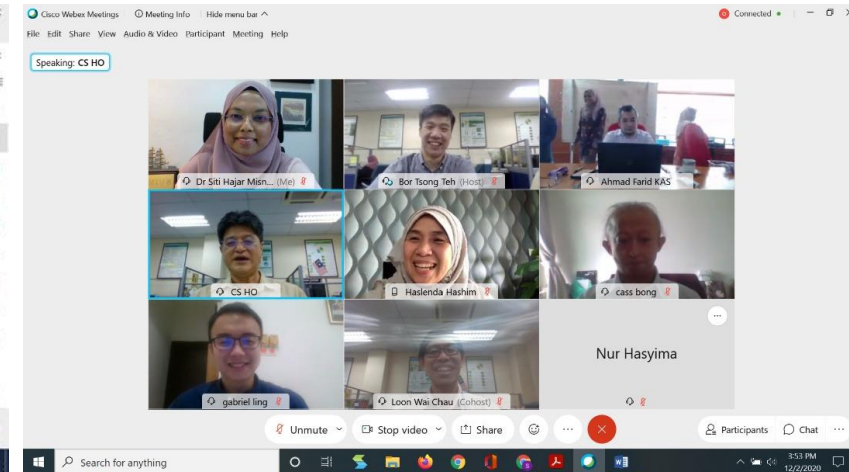 Cisco Webex Meetings Meeting Info Hide menu bar Connected
File Edit Share View Audio & Video Participant Meeting Help
Speaking: CS HO
Dr Siti Hajar Misn... (Me)
Bor Tsong Teh (Host)
Ahmad Farid KAS
CS HO
Haslenda Hashim
cass bong
gabriel ling
Loon Wai Chau (Cohost)
Nur Hasyima
Unmute Stop video Share Participants Chat
Search for anything
3:53 PM
12/2/2020